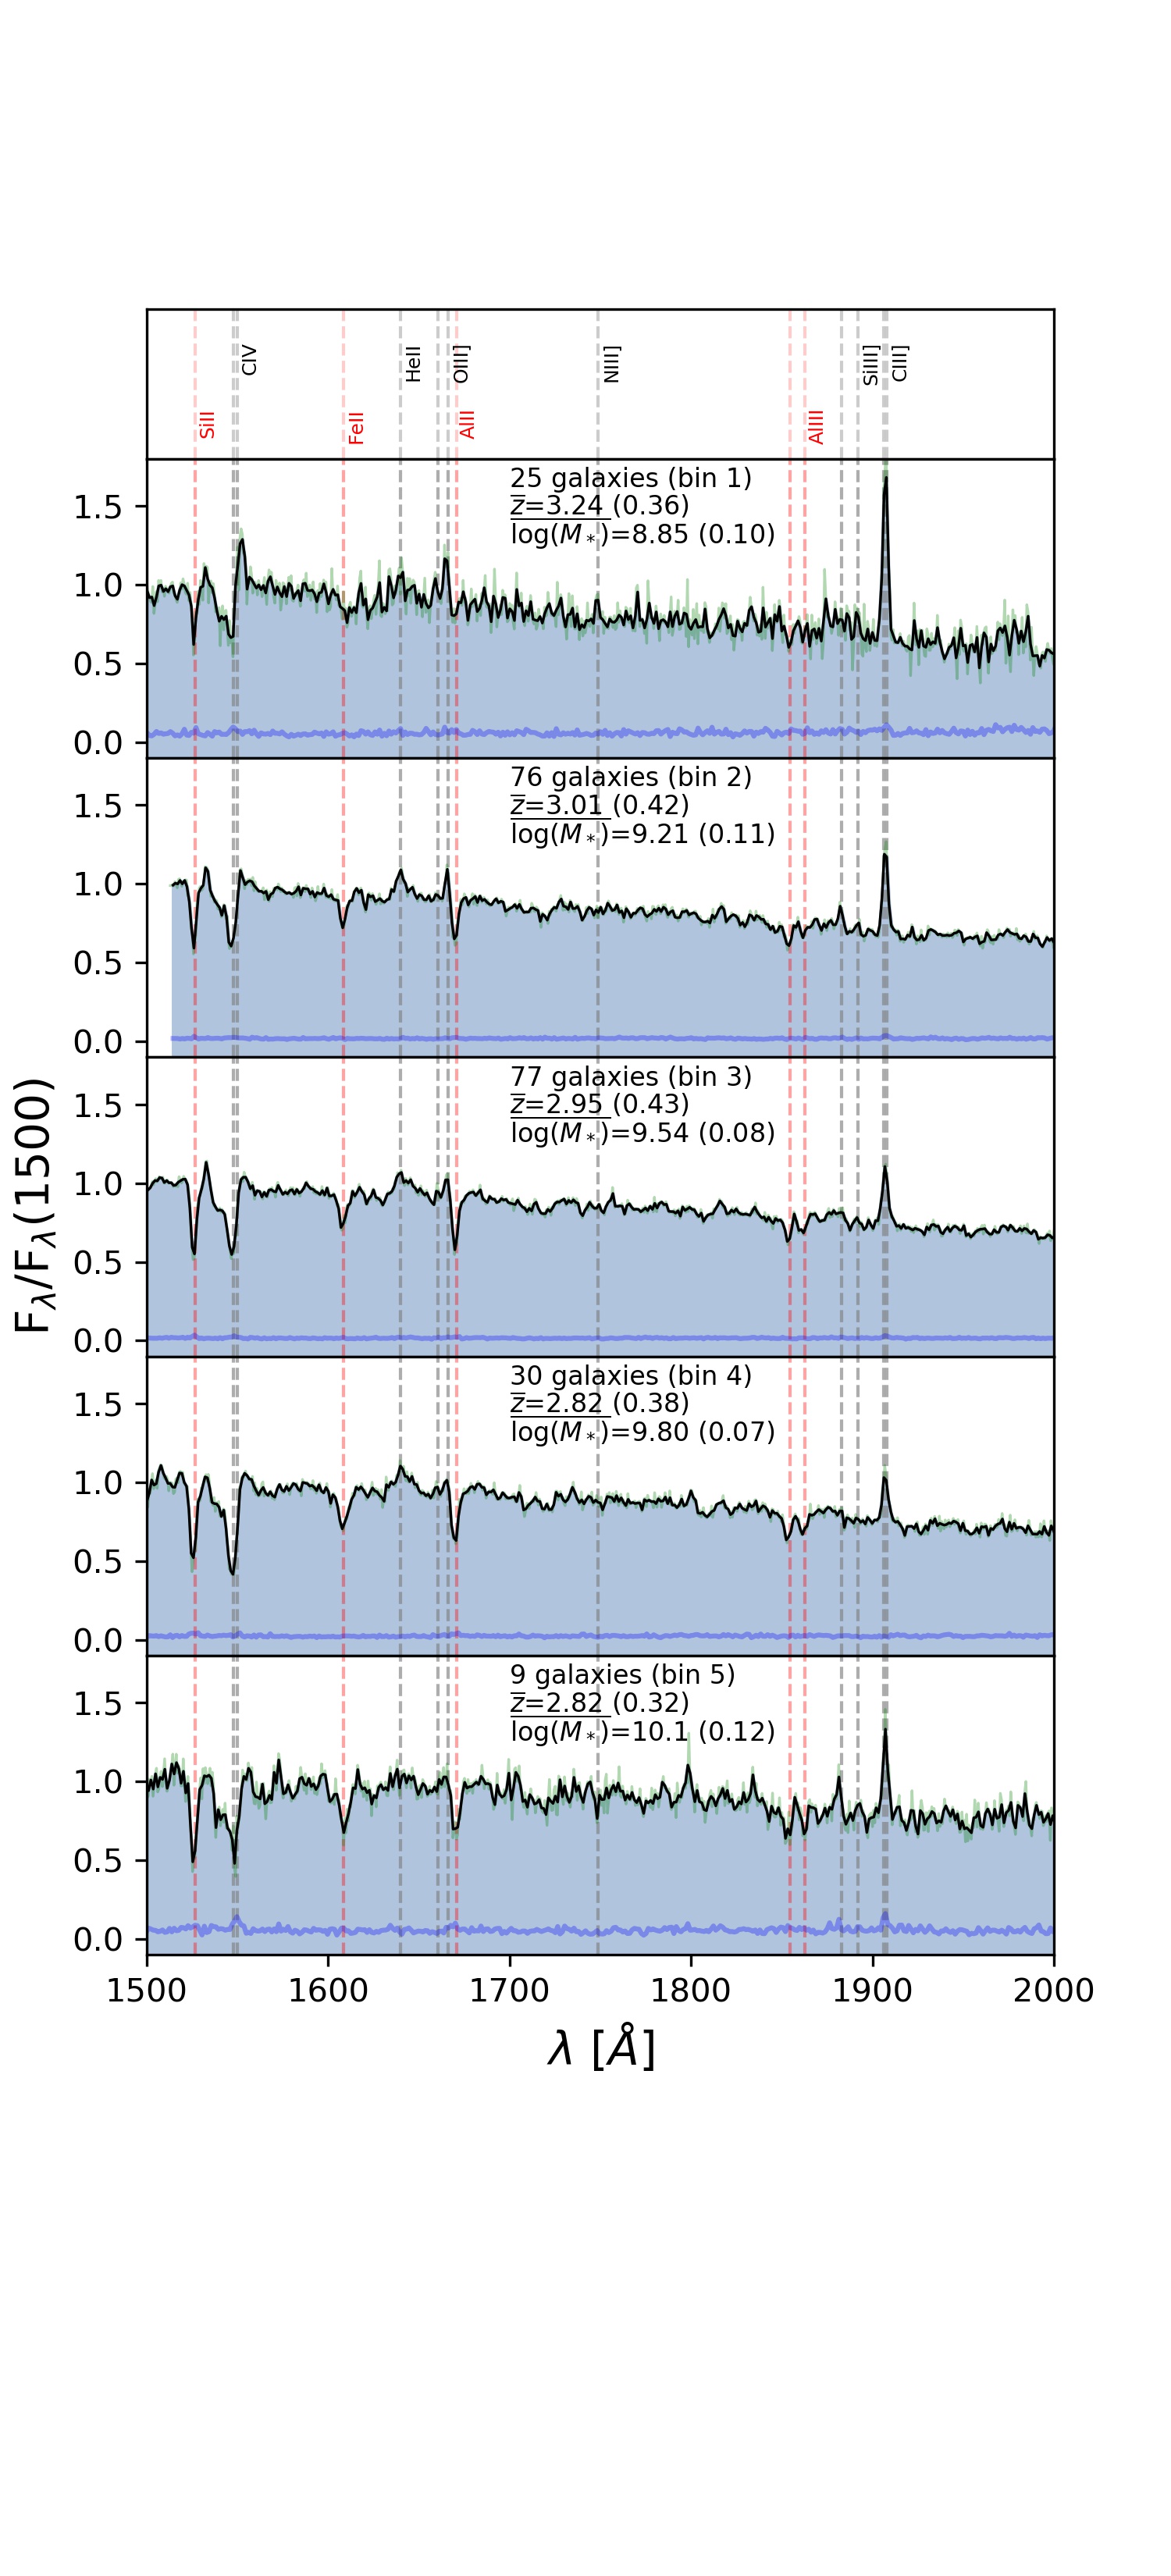 CIV
HeII
OIII]
NIII]
SiIII]
CIII]
SiII
FeII
AlII
AlIII
25 galaxies (bin 1)
z̅=3.24 (0.36)
log(M*)=8.85 (0.10)
1.5
1.0
0.5
0.0
76 galaxies (bin 2)
z̅=3.01 (0.42)
log(M*)=9.21 (0.11)
1.5
1.0
0.5
0.0
77 galaxies (bin 3)
z̅=2.95 (0.43)
log(M*)=9.54 (0.08)
1.5
1.0
0.5
0.0
Fλ/Fλ(1500)
30 galaxies (bin 4)
z̅=2.82 (0.38)
log(M*)=9.80 (0.07)
1.5
1.0
0.5
0.0
9 galaxies (bin 5)
z̅=2.82 (0.32)
log(M*)=10.1 (0.12)
1.5
1.0
0.5
0.0
1500 1600 1700 1800 1900 2000
λ [Å]